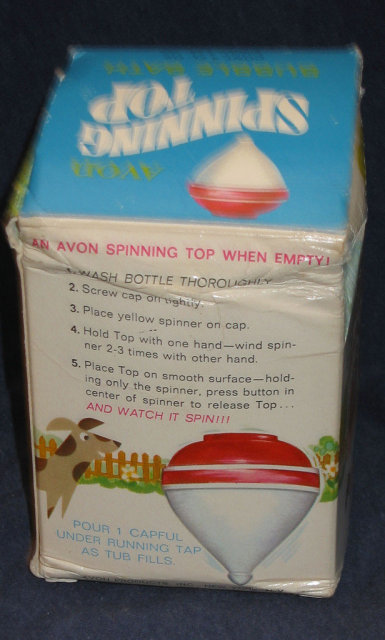 BUBBLE BATH
SPINNING
TOP
AVON
AN AVON SPINNING TOP WHEN EMPTY!
1. WASH BOTTLE THOROUGHLY
2. Screw cap on tightly.
3. Place yellow spinner on cap.
4. Hold Top with one hand—wind spin-
ner 2-3 times with other hand.
5. Place Top on smooth surface—hold-
ing only the spinner, press button in
center of spinner to release Top...
AND WATCH IT SPIN!!!
POUR 1 CAPFUL
UNDER RUNNING TAP
AS TUB FILLS.
AVON PRODUCTS, INC.